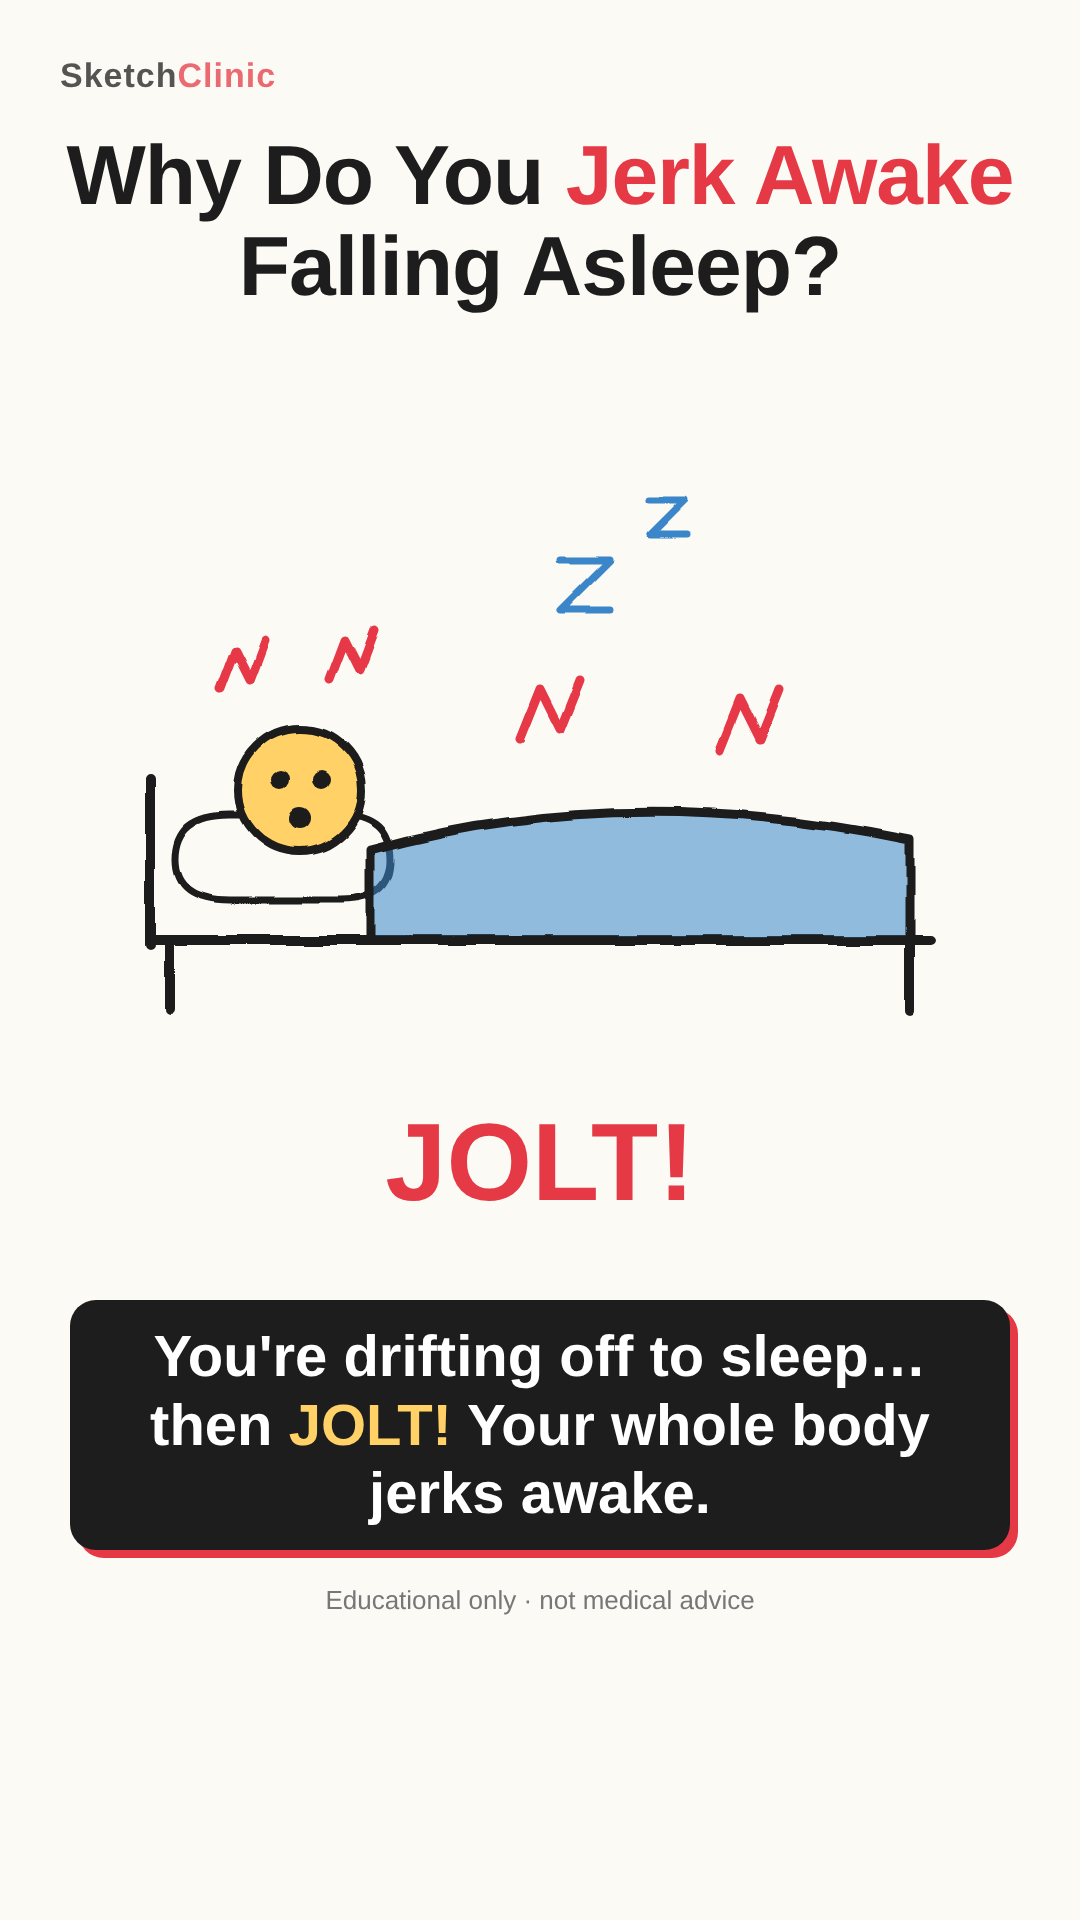 SketchClinic
Why Do You Jerk Awake
Falling Asleep?
Z
Z
JOLT!
You're drifting off to sleep…
then JOLT! Your whole body
jerks awake.
Educational only · not medical advice